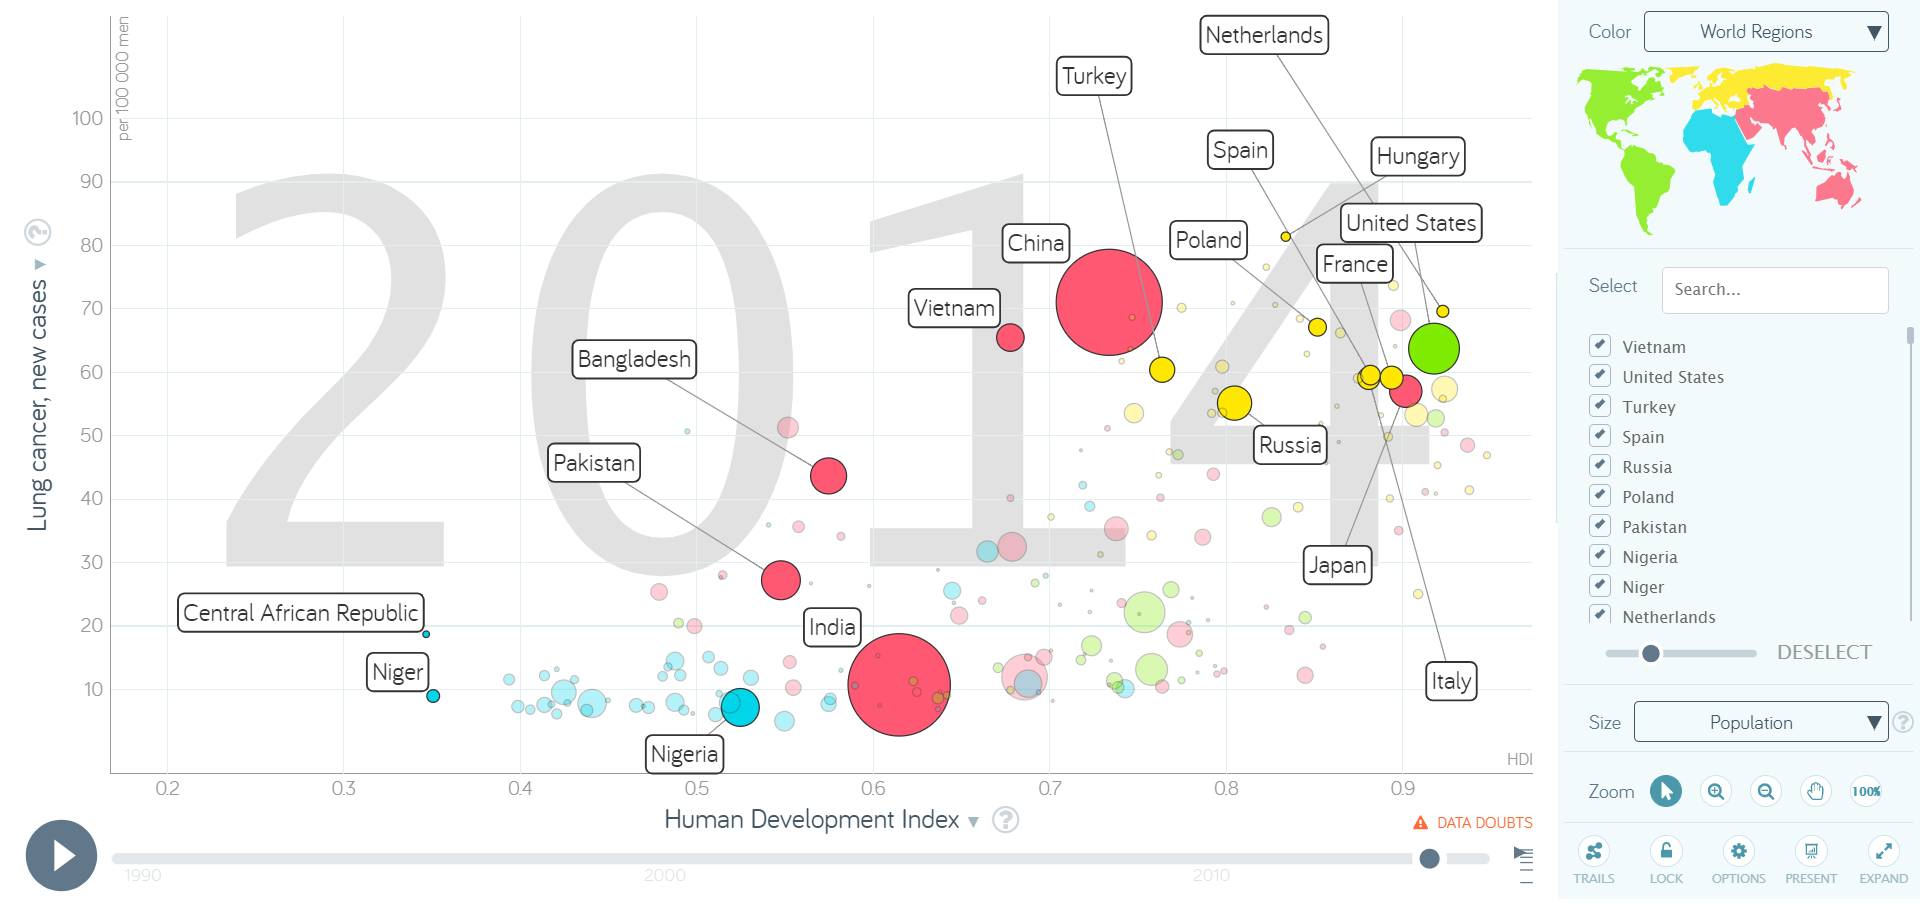 per 100 000 men
Lung cancer, new cases ▼
?
100
90
80
70
60
50
40
30
20
10
2014
Netherlands
Turkey
Spain
Hungary
United States
Poland
China
France
Vietnam
Bangladesh
Russia
Pakistan
Japan
Central African Republic
India
Niger
Italy
Nigeria
HDI
0.2
0.3
0.4
0.5
0.6
0.7
0.8
0.9
Human Development Index ▼ ?
DATA DOUBTS
1990
2000
2010
Color
World Regions
Select
Search...
Vietnam
United States
Turkey
Spain
Russia
Poland
Pakistan
Nigeria
Niger
Netherlands
DESELECT
Size
Population
?
Zoom
100%
TRAILS
LOCK
OPTIONS
PRESENT
EXPAND